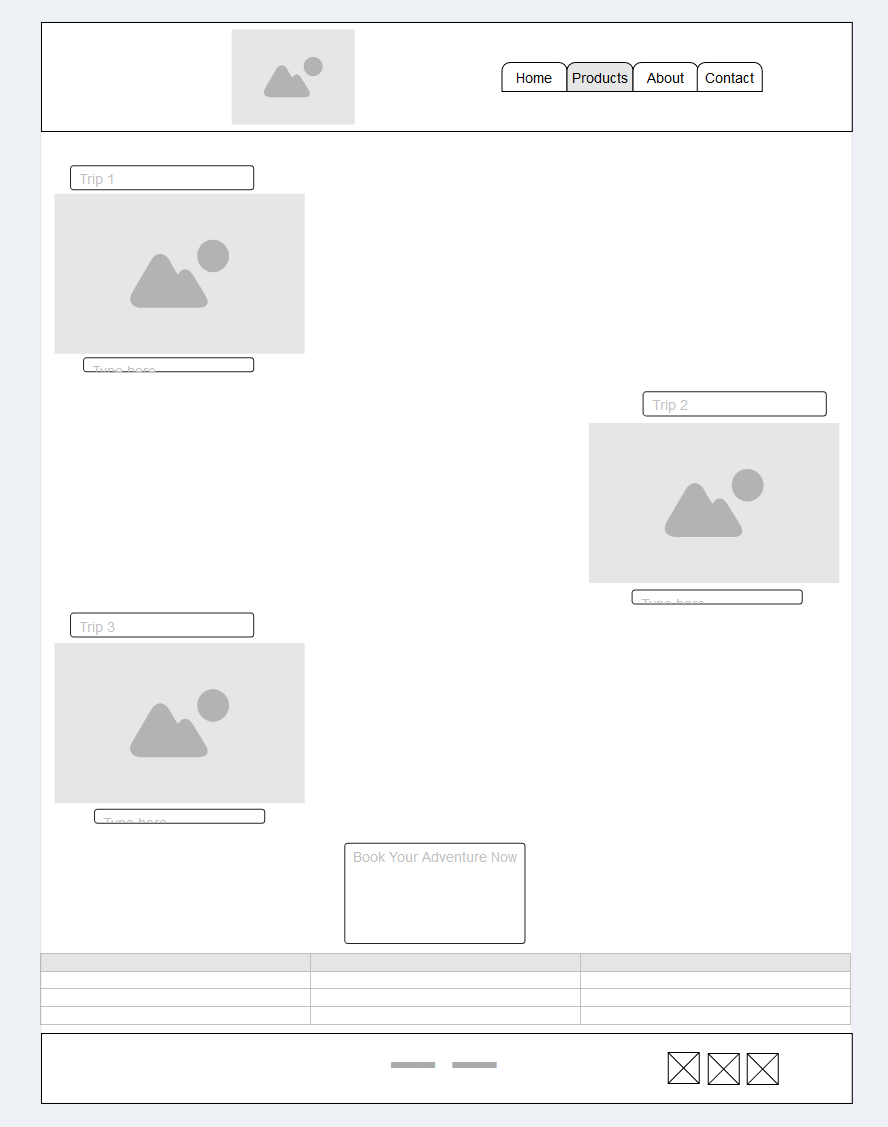 Home
Products
About
Contact
Trip 1
Type here
Trip 2
Type here
Trip 3
Type here
Book Your Adventure Now